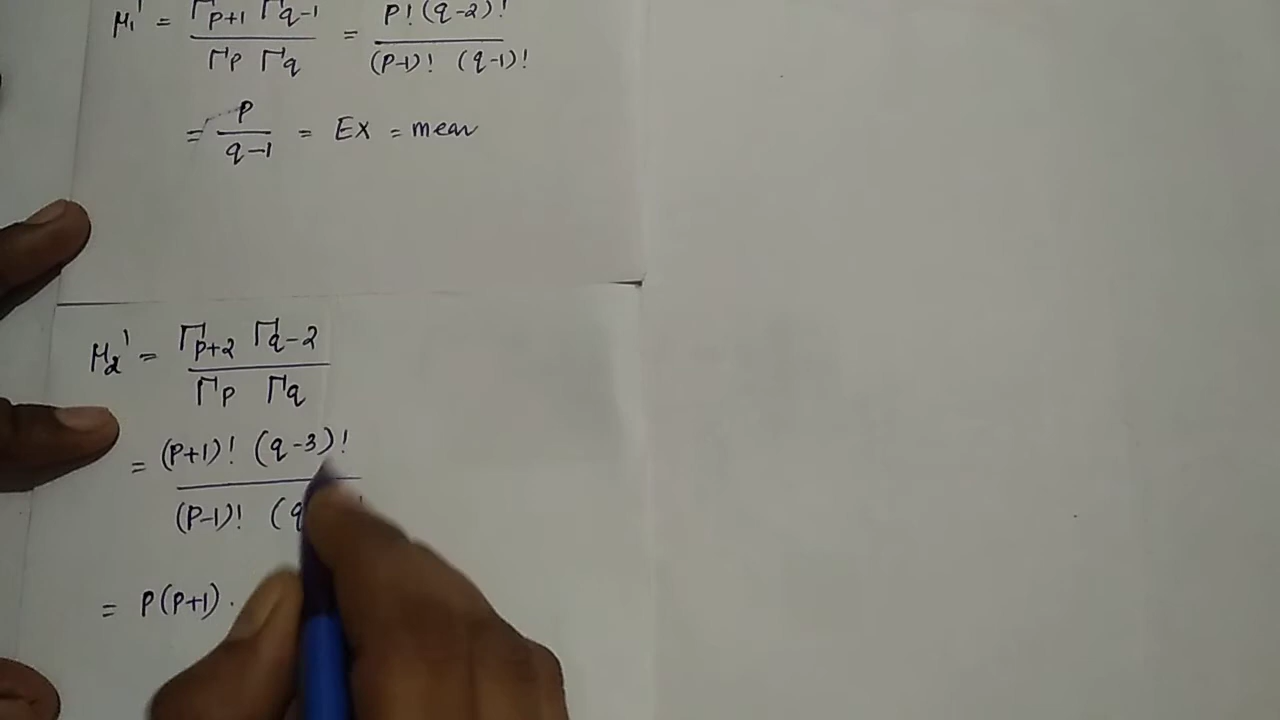 μ₁' = Γp+1 Γq-1 / Γp Γq = p! (q-2)! / (p-1)! (q-1)!
= p / q-1 = EX = mean
μ₂' = Γp+2 Γq-2 / Γp Γq
= (p+1)! (q-3)! / (p-1)! (q
= p(p+1).